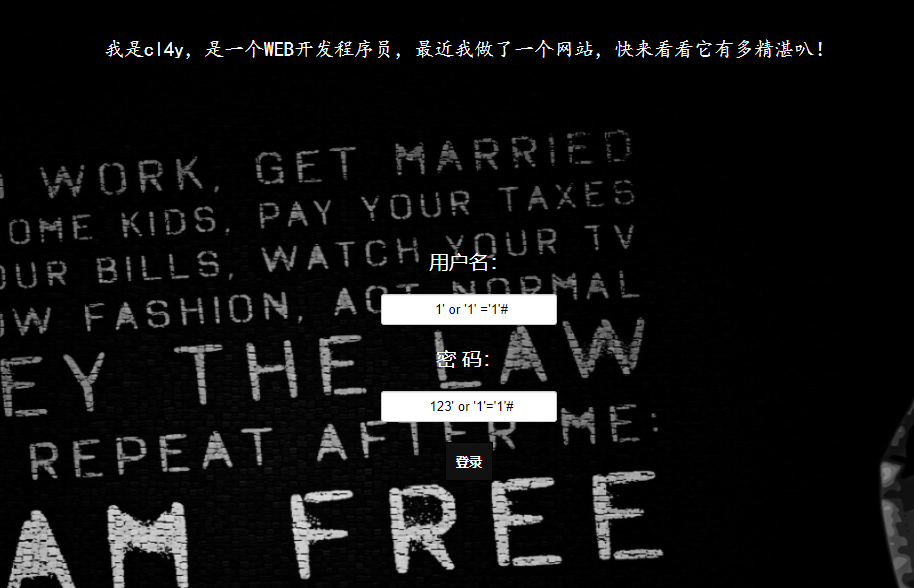 我是cl4y，是一个WEB开发程序员，最近我做了一个网站，快来看看它有多精湛叭！
WORK, GET MARRIED
OME KIDS, PAY YOUR TAXES
OUR BILLS, WATCH YOUR TV
OW FASHION, ACT NORMAL
EY THE LAW
REPEAT AFTER ME:
AM FREE
用户名：
1' or '1' ='1'#
密 码：
123' or '1'='1'#
登录